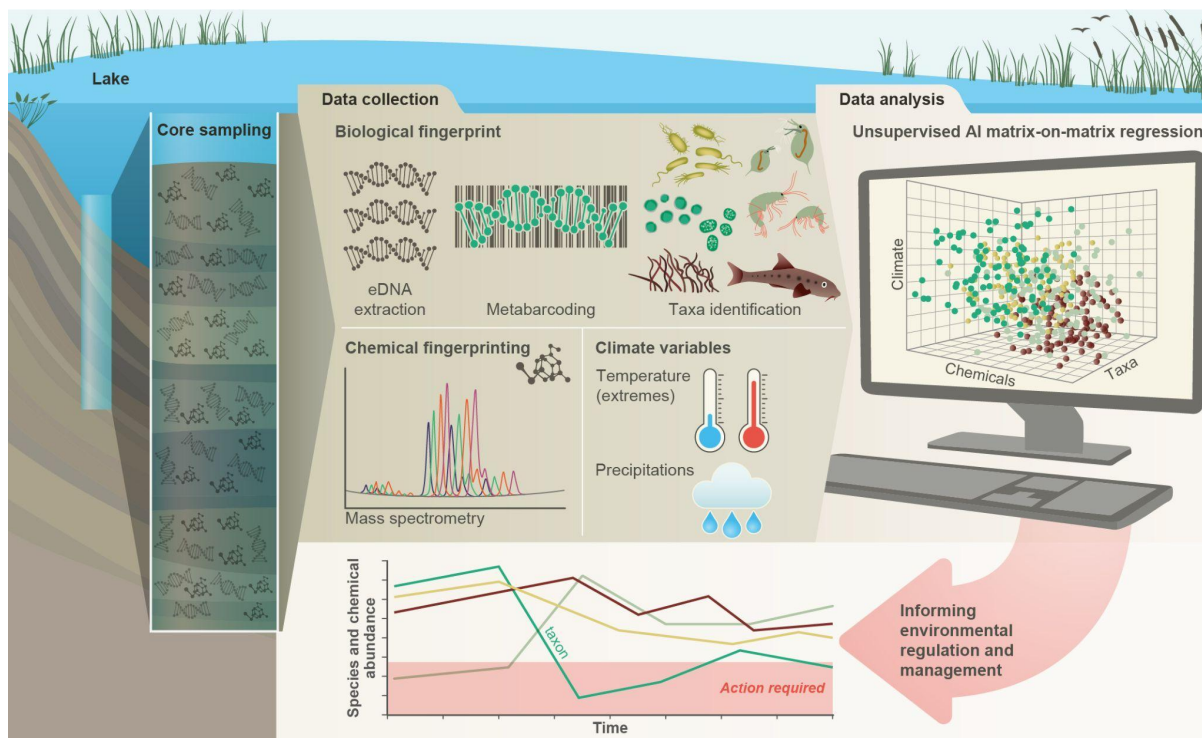 Lake
Core sampling
Data collection
Biological fingerprint
eDNA
extraction
Metabarcoding
Taxa identification
Chemical fingerprinting
Mass spectrometry
Climate variables
Temperature
(extremes)
Precipitations
Data analysis
Unsupervised AI matrix-on-matrix regression
Climate
Chemicals
Taxa
Species and chemical
abundance
taxon
Action required
Time
Informing
environmental
regulation and
management